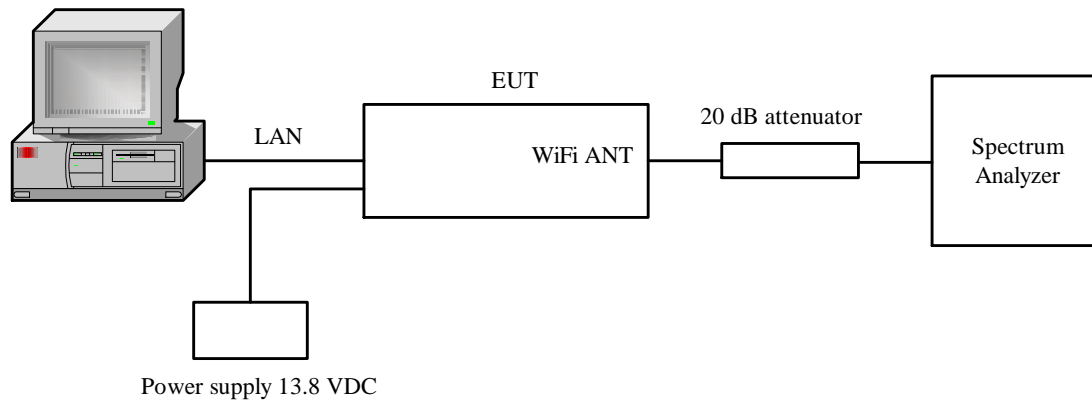 EUT
LAN
WiFi ANT
20 dB attenuator
Spectrum
Analyzer
Power supply 13.8 VDC